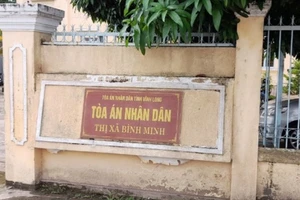 TÒA ÁN NHÂN DÂN TỈNH VĨNH LONG
TÒA ÁN NHÂN DÂN
THỊ XÃ BÌNH MINH